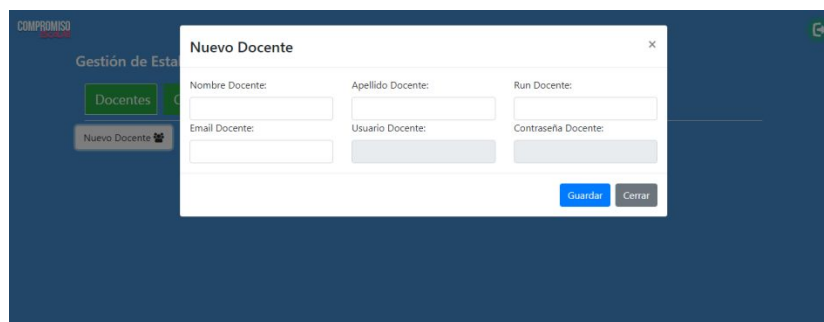 COMPROMISO
Nuevo Docente
×
Gestión de Estal
Nombre Docente:
Apellido Docente:
Run Docente:
Docentes
Nuevo Docente
Email Docente:
Usuario Docente:
Contraseña Docente:
Guardar
Cerrar